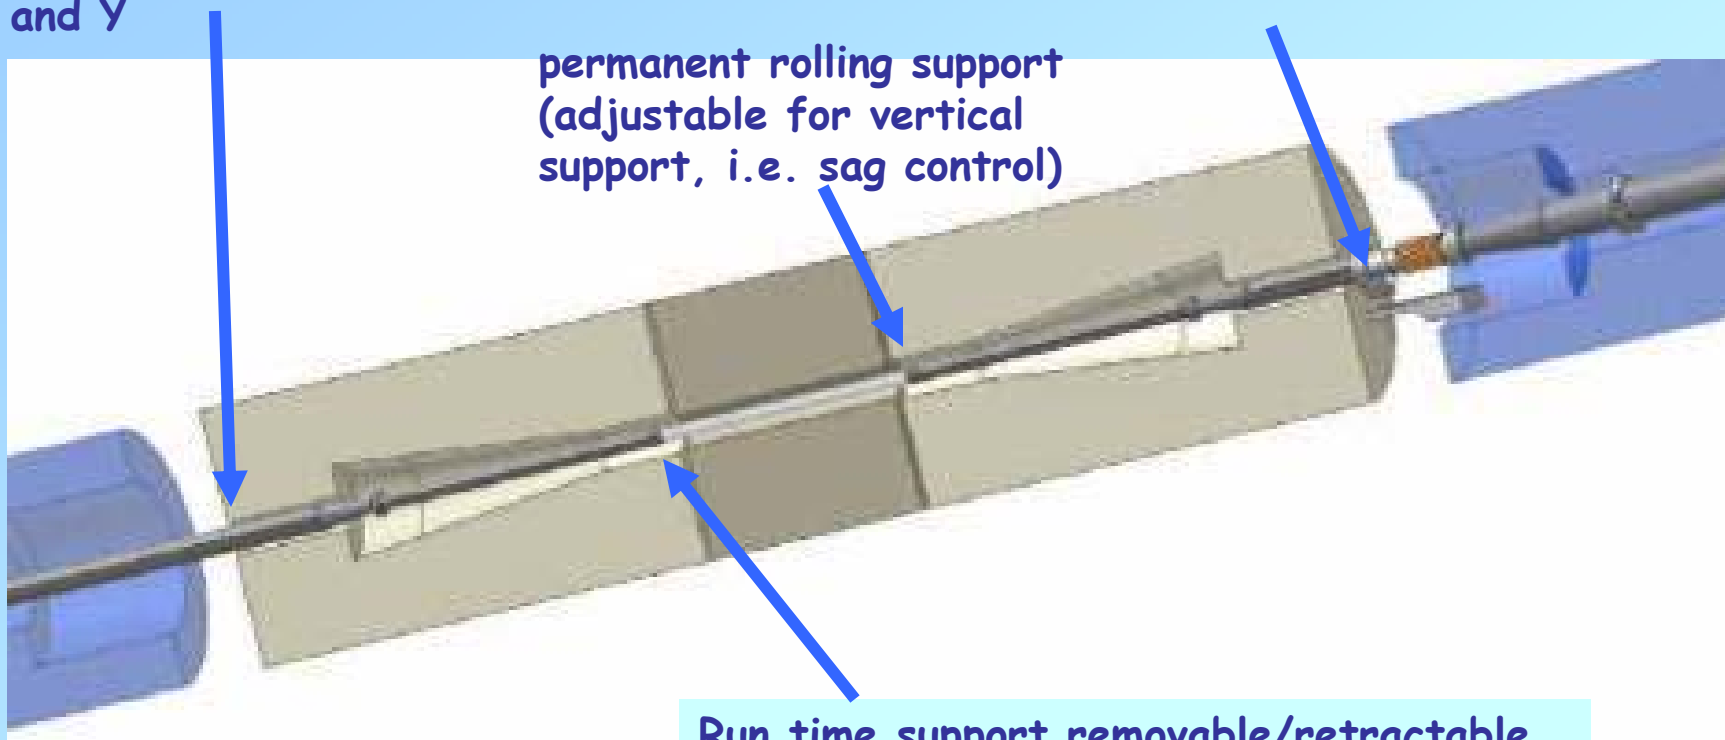 and Y
permanent rolling support
(adjustable for vertical
support, i.e. sag control)
Run time support removable/retractable